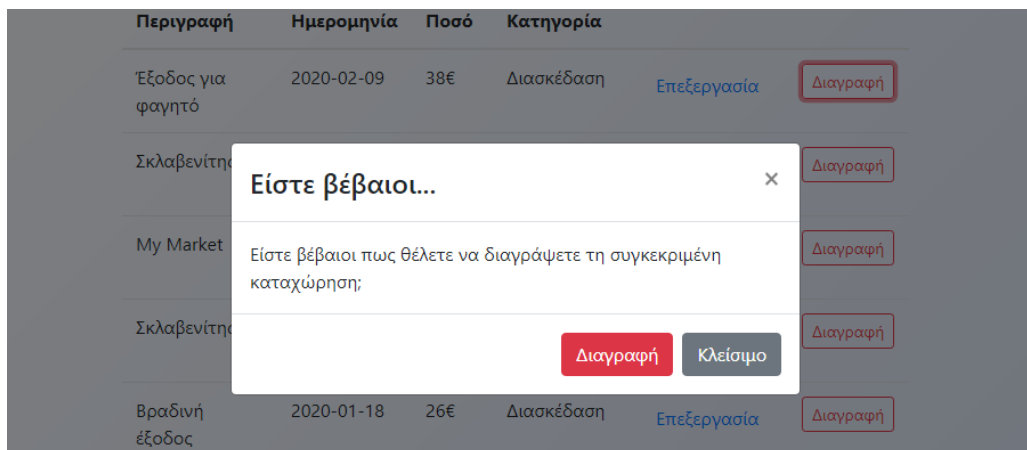 Περιγραφή Ημερομηνία Ποσό Κατηγορία
Έξοδος για 2020-02-09 38€ Διασκέδαση Επεξεργασία Διαγραφή
φαγητό
Σκλαβενίτης Διαγραφή
Είστε βέβαιοι... ×
My Market Διαγραφή
Είστε βέβαιοι πως θέλετε να διαγράψετε τη συγκεκριμένη
καταχώρηση;
Σκλαβενίτης Διαγραφή
Διαγραφή Κλείσιμο
Βραδινή 2020-01-18 26€ Διασκέδαση Επεξεργασία Διαγραφή
έξοδος